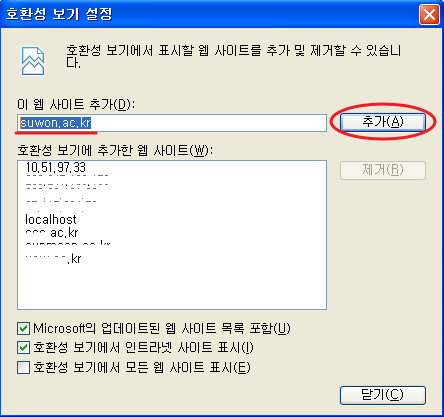 호환성 보기 설정
호환성 보기에서 표시할 웹 사이트를 추가 및 제거할 수 있습니
다.
이 웹 사이트 추가(D):
suwon.ac.kr
추가(A)
호환성 보기에 추가한 웹 사이트(W):
제거(R)
10.51.97.33
localhost
ac.kr
.kr
Microsoft의 업데이트된 웹 사이트 목록 포함(U)
호환성 보기에서 인트라넷 사이트 표시(I)
호환성 보기에서 모든 웹 사이트 표시(E)
닫기(C)